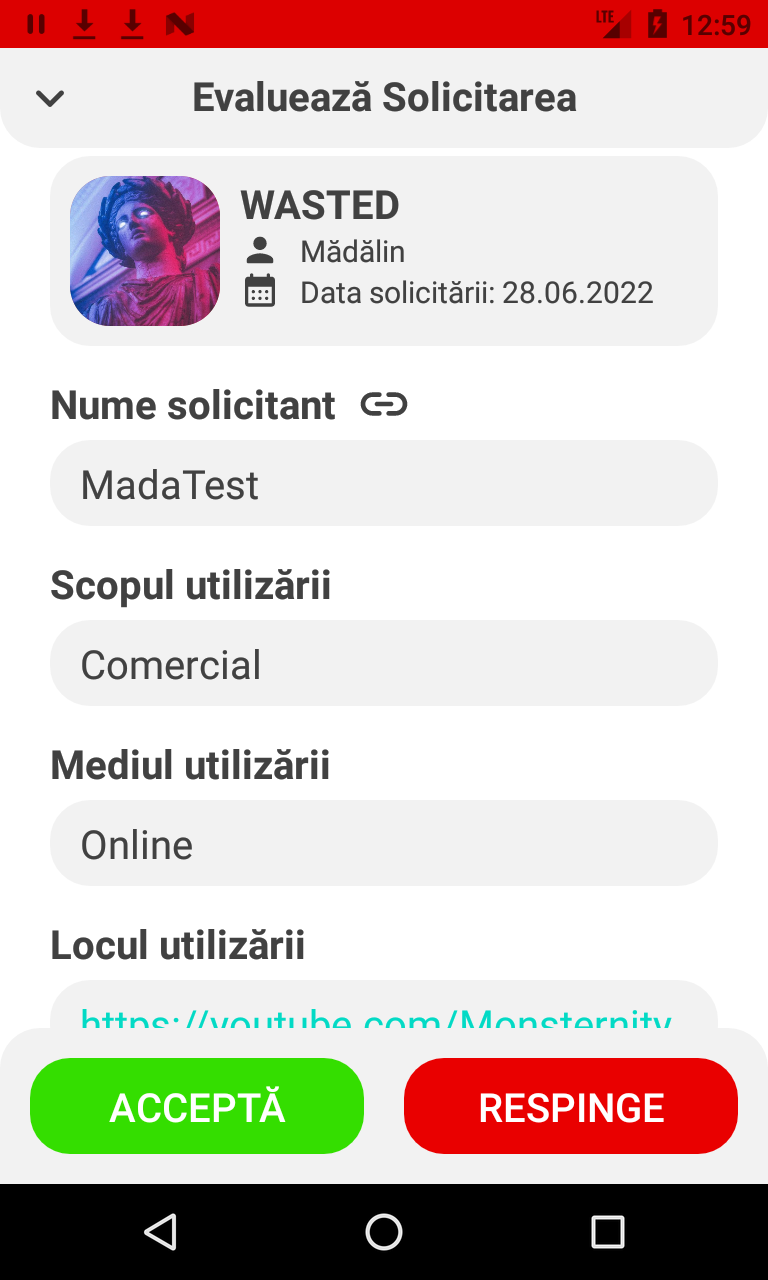 LTE 12:59
Evaluează Solicitarea
WASTED
Mădălin
Data solicitării: 28.06.2022
Nume solicitant
MadaTest
Scopul utilizării
Comercial
Mediul utilizării
Online
Locul utilizării
https://youtube.com/Monsternity
ACCEPTĂ RESPINGE